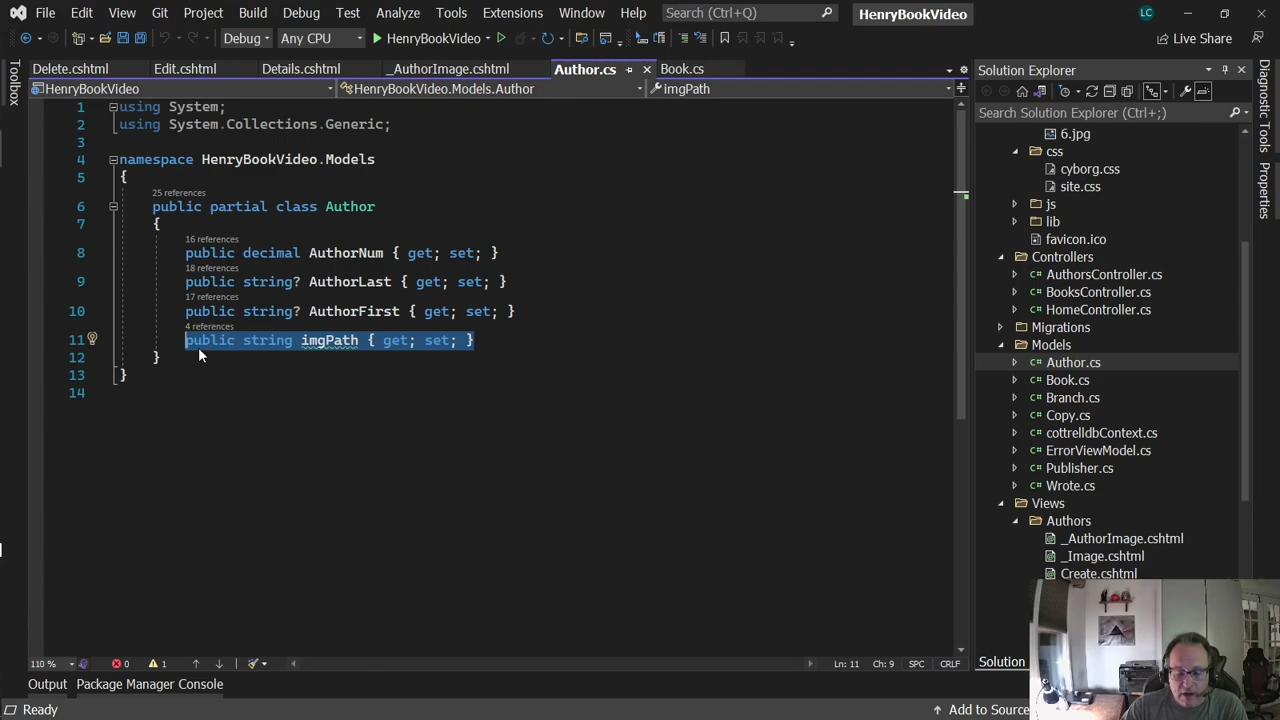 File Edit View Git Project Build Debug Test Analyze Tools Extensions Window Help Search (Ctrl+Q) HenryBookVideo LC
Debug Any CPU HenryBookVideo Live Share
Delete.cshtml Edit.cshtml Details.cshtml _AuthorImage.cshtml Author.cs Book.cs
HenryBookVideo HenryBookVideo.Models.Author imgPath
Toolbox
1 using System;
2 using System.Collections.Generic;
3
4 namespace HenryBookVideo.Models
5 {
25 references
6 public partial class Author
7 {
16 references
8 public decimal AuthorNum { get; set; }
18 references
9 public string? AuthorLast { get; set; }
17 references
10 public string? AuthorFirst { get; set; }
4 references
11 public string imgPath { get; set; }
12 }
13 }
14
110 % 0 1 Ln: 11 Ch: 9 SPC CRLF
Output Package Manager Console
Ready Add to Source
Solution Explorer
Search Solution Explorer (Ctrl+;)
6.jpg
css
cyborg.css
site.css
js
lib
favicon.ico
Controllers
C# AuthorsController.cs
C# BooksController.cs
C# HomeController.cs
Migrations
Models
C# Author.cs
C# Book.cs
C# Branch.cs
C# Copy.cs
C# cottrelldbContext.cs
C# ErrorViewModel.cs
C# Publisher.cs
C# Wrote.cs
Views
Authors
_AuthorImage.cshtml
_Image.cshtml
Create.cshtml
Solution
Diagnostic Tools
Properties